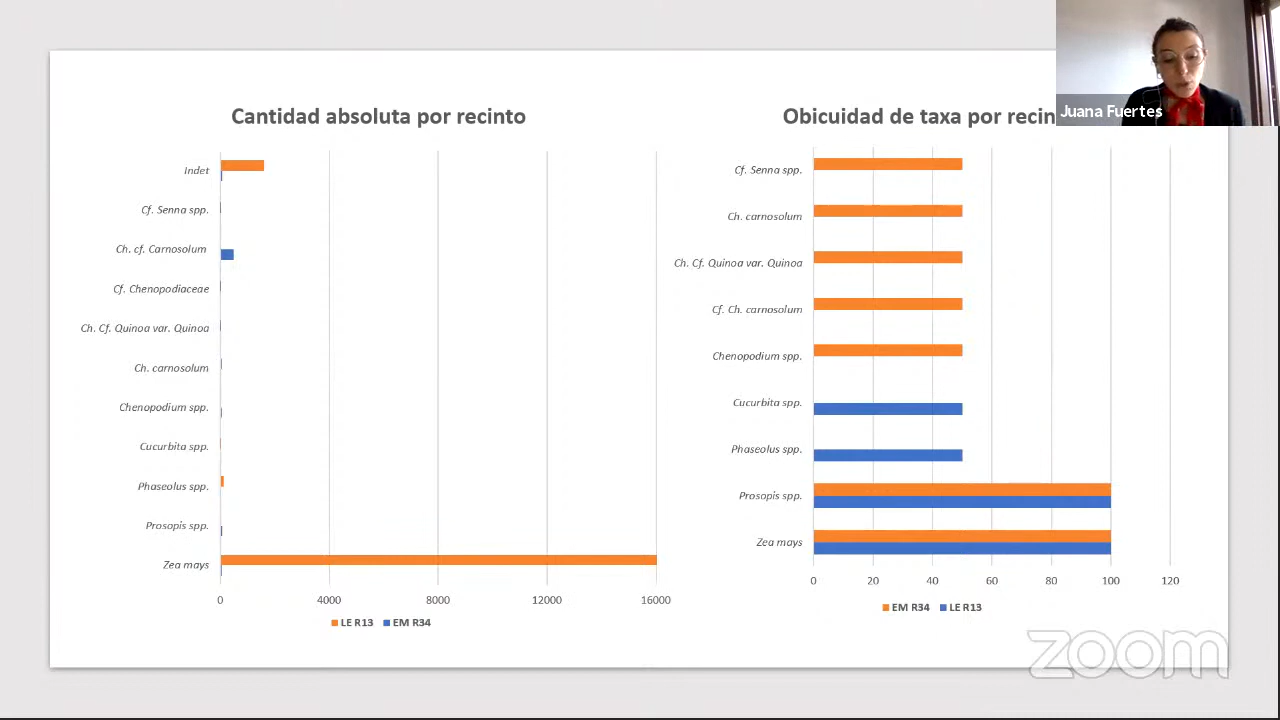 Juana Fuertes
Cantidad absoluta por recinto
Indet
Cf. Senna spp.
Ch. cf. Carnosolum
Cf. Chenopodiaceae
Ch. Cf. Quinoa var. Quinoa
Ch. carnosolum
Chenopodium spp.
Cucurbita spp.
Phaseolus spp.
Prosopis spp.
Zea mays
0 4000 8000 12000 16000
LE R13 EM R34
Obicuidad de taxa por recin
Cf. Senna spp.
Ch. carnosolum
Ch. Cf. Quinoa var. Quinoa
Cf. Ch. carnosolum
Chenopodium spp.
Cucurbita spp.
Phaseolus spp.
Prosopis spp.
Zea mays
0 20 40 60 80 100 120
EM R34 LE R13
zoom